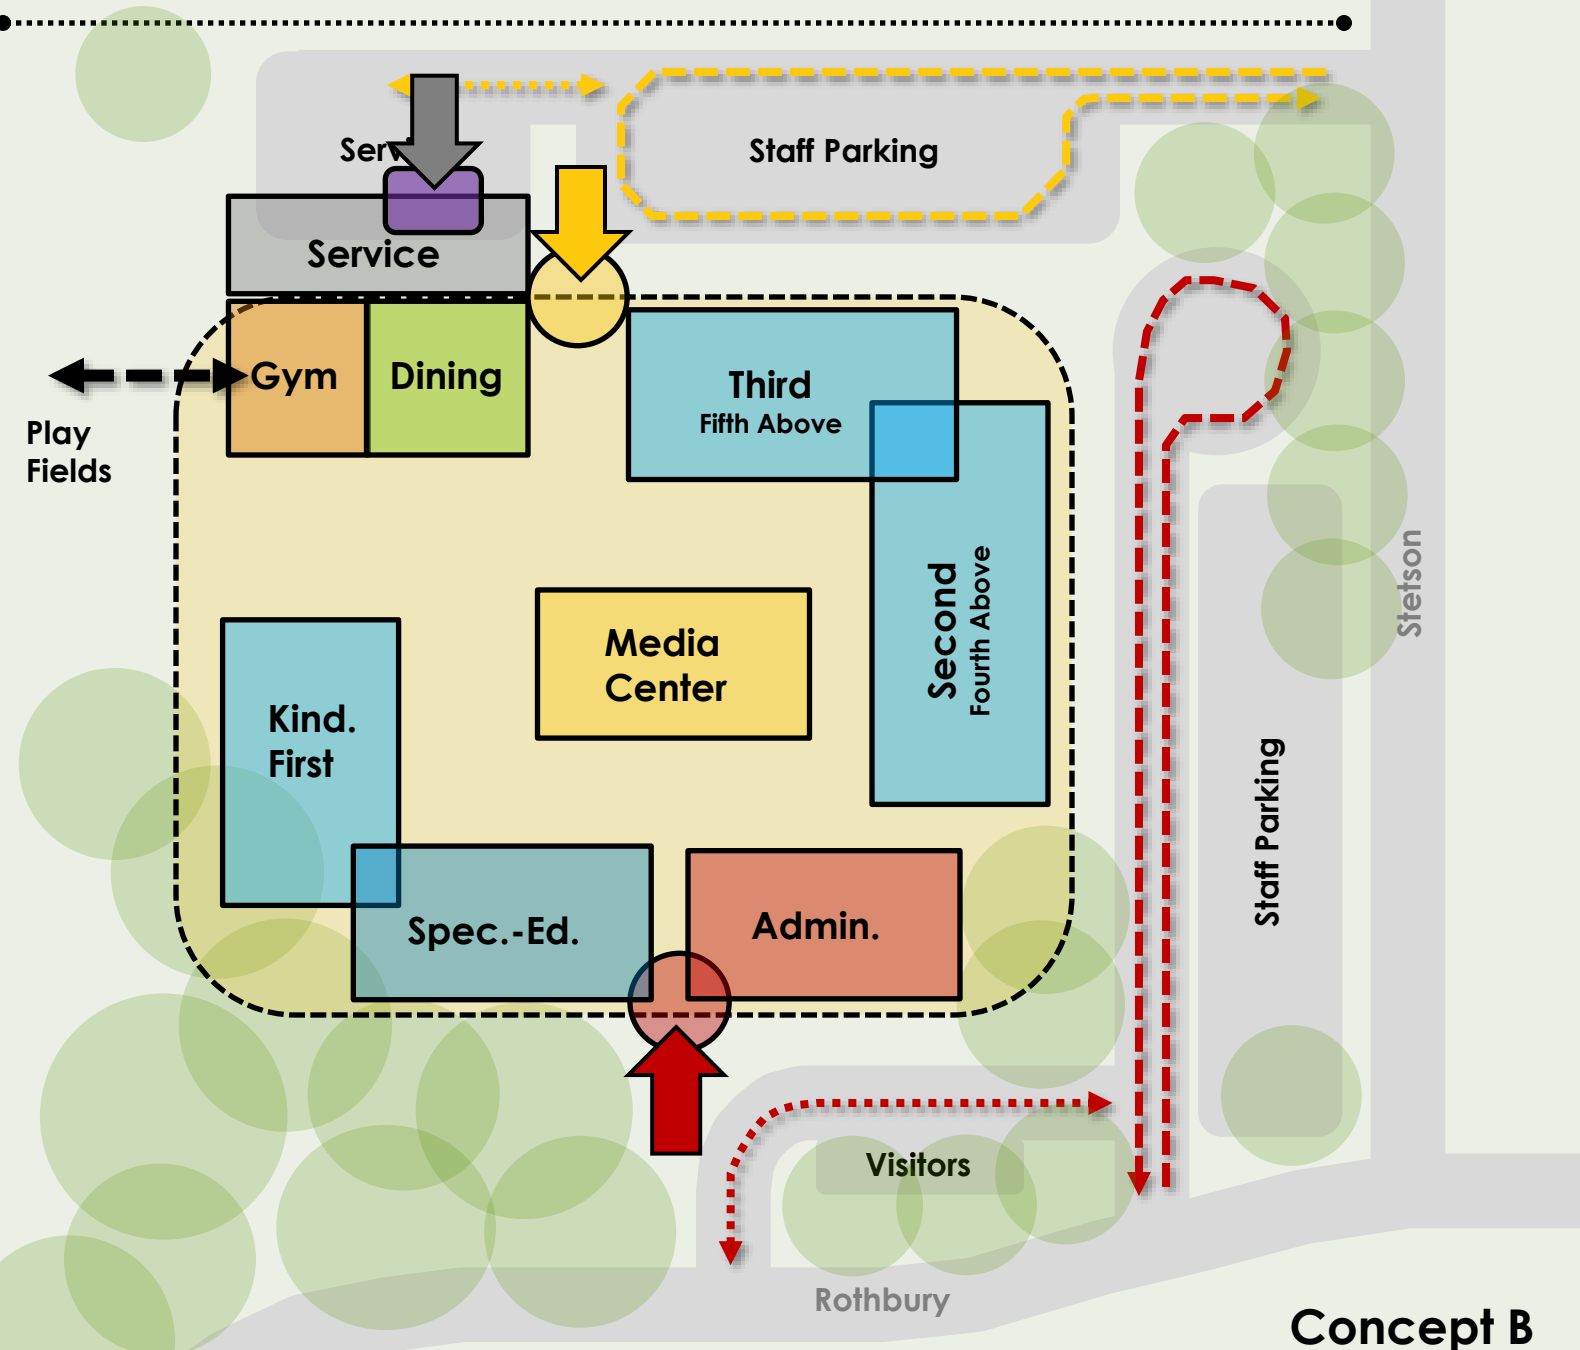 Staff Parking
Service
Gym
Dining
Third
Fifth Above
Play
Fields
Second
Fourth Above
Media
Center
Kind.
First
Stetson
Staff Parking
Spec.-Ed.
Admin.
Visitors
Rothbury
Concept B